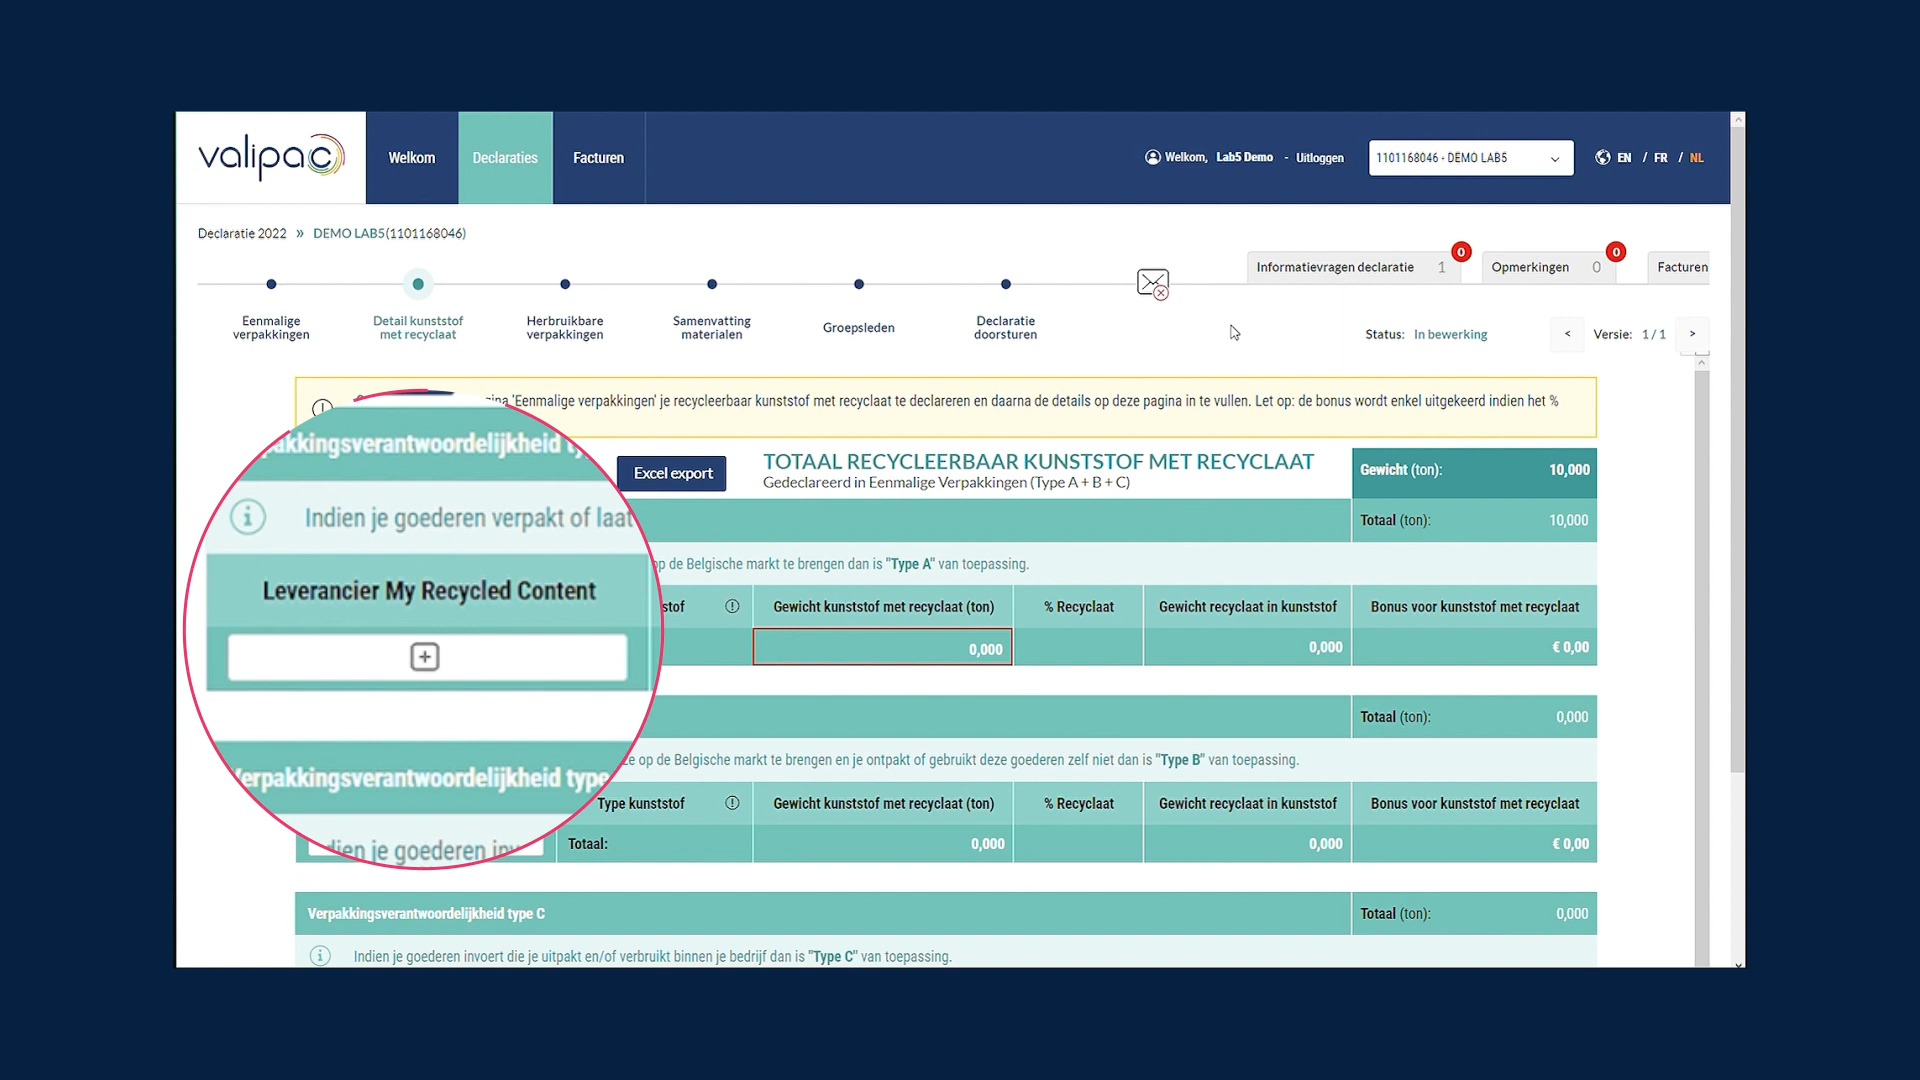 valipac
Welkom
Declaraties
Facturen
Welkom, Lab5 Demo - Uitloggen
1101168046 - DEMO LAB5
EN / FR / NL
Declaratie 2022 » DEMO LAB5(1101168046)
Informatievragen declaratie 1
0
Opmerkingen 0
0
Facturen
Eenmalige
verpakkingen
Detail kunststof
met recyclaat
Herbruikbare
verpakkingen
Samenvatting
materialen
Groepsleden
Declaratie
doorsturen
Status: In bewerking
< Versie: 1 / 1 >
'Eenmalige verpakkingen' je recycleerbaar kunststof met recyclaat te declareren en daarna de details op deze pagina in te vullen. Let op: de bonus wordt enkel uitgekeerd indien het %
Excel export
TOTAAL RECYCLEERBAAR KUNSTSTOF MET RECYCLAAT
Gedeclareerd in Eenmalige Verpakkingen (Type A + B + C)
Gewicht (ton): 10,000
akkingsverantwoordelijkheid
Totaal (ton): 10,000
Indien je goederen verpakt of laat
op de Belgische markt te brengen dan is "Type A" van toepassing.
Leverancier My Recycled Content
stof
Gewicht kunststof met recyclaat (ton)
% Recyclaat
Gewicht recyclaat in kunststof
Bonus voor kunststof met recyclaat
0,000
0,000
€ 0,00
Totaal (ton): 0,000
Verpakkingsverantwoordelijkheid type
ze op de Belgische markt te brengen en je ontpakt of gebruikt deze goederen zelf niet dan is "Type B" van toepassing.
Type kunststof
Gewicht kunststof met recyclaat (ton)
% Recyclaat
Gewicht recyclaat in kunststof
Bonus voor kunststof met recyclaat
dien je goederen inv
Totaal:
0,000
0,000
€ 0,00
Verpakkingsverantwoordelijkheid type C
Totaal (ton): 0,000
Indien je goederen invoert die je uitpakt en/of verbruikt binnen je bedrijf dan is "Type C" van toepassing.